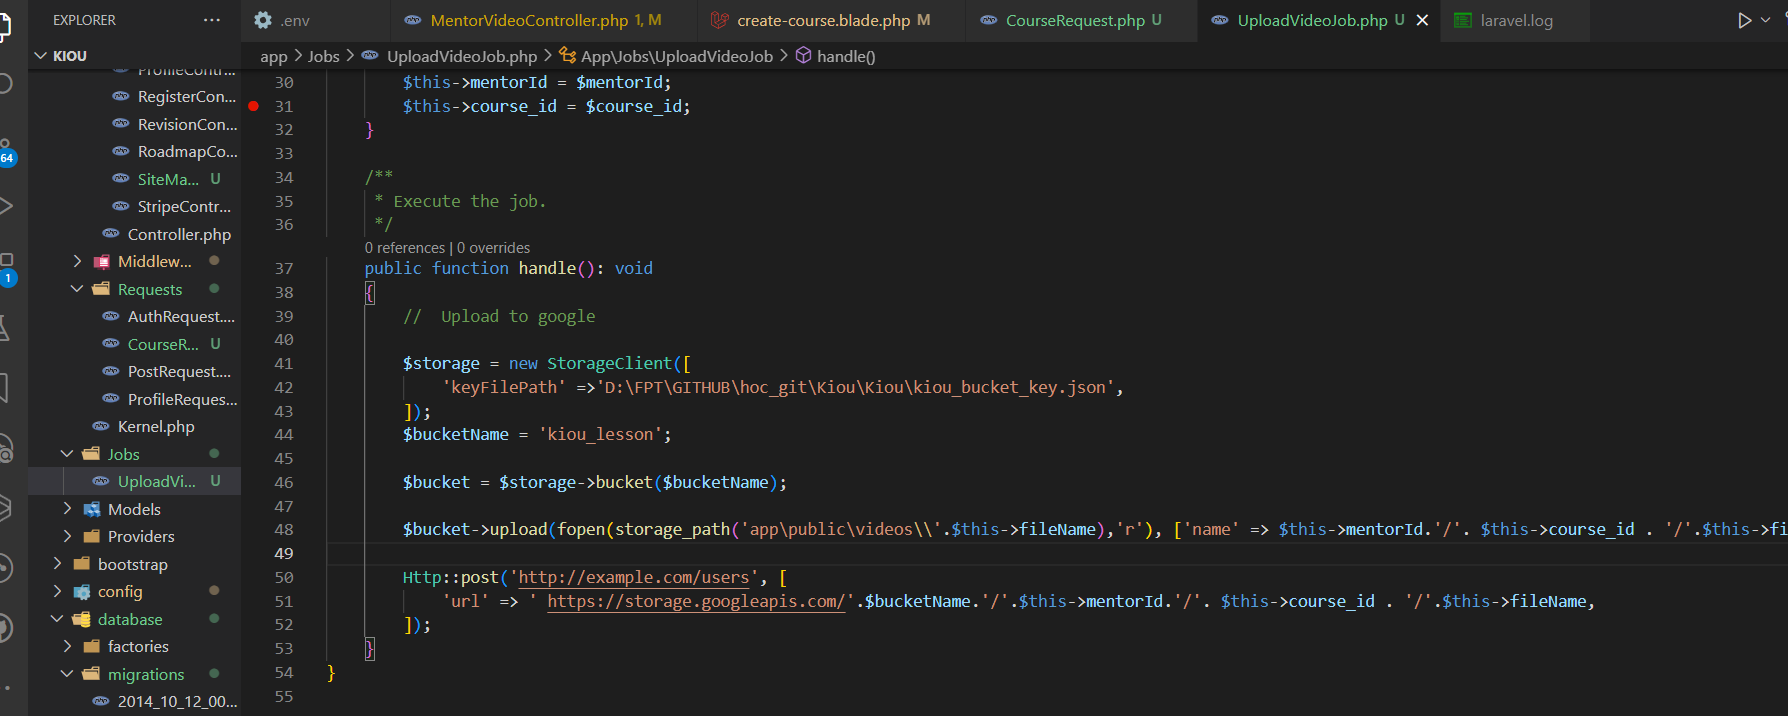 EXPLORER ...
.env
MentorVideoController.php 1, M
create-course.blade.php M
CourseRequest.php U
UploadVideoJob.php U
laravel.log
KIOU
app > Jobs > UploadVideoJob.php > App\Jobs\UploadVideoJob > handle()
ProfileContr...
RegisterCon...
RevisionCon...
RoadmapCo...
SiteMa... U
StripeContr...
Controller.php
Middlew...
Requests
AuthRequest....
CourseR... U
PostRequest....
ProfileReques...
Kernel.php
Jobs
UploadVi... U
Models
Providers
bootstrap
config
database
factories
migrations
2014_10_12_00...
64
1
30 $this->mentorId = $mentorId;
31 $this->course_id = $course_id;
32 }
33
34 /**
35 * Execute the job.
36 */
0 references | 0 overrides
37 public function handle(): void
38 {
39 //  Upload to google
40
41 $storage = new StorageClient([
42 'keyFilePath' =>'D:\FPT\GITHUB\hoc_git\Kiou\Kiou\kiou_bucket_key.json',
43 ]);
44 $bucketName = 'kiou_lesson';
45
46 $bucket = $storage->bucket($bucketName);
47
48 $bucket->upload(fopen(storage_path('app\public\videos\\'.$this->fileName),'r'), ['name' => $this->mentorId.'/'. $this->course_id . '/'.$this->fi
49
50 Http::post('http://example.com/users', [
51 'url' => ' https://storage.googleapis.com/'.$bucketName.'/'.$this->mentorId.'/'. $this->course_id . '/'.$this->fileName,
52 ]);
53 }
54 }
55